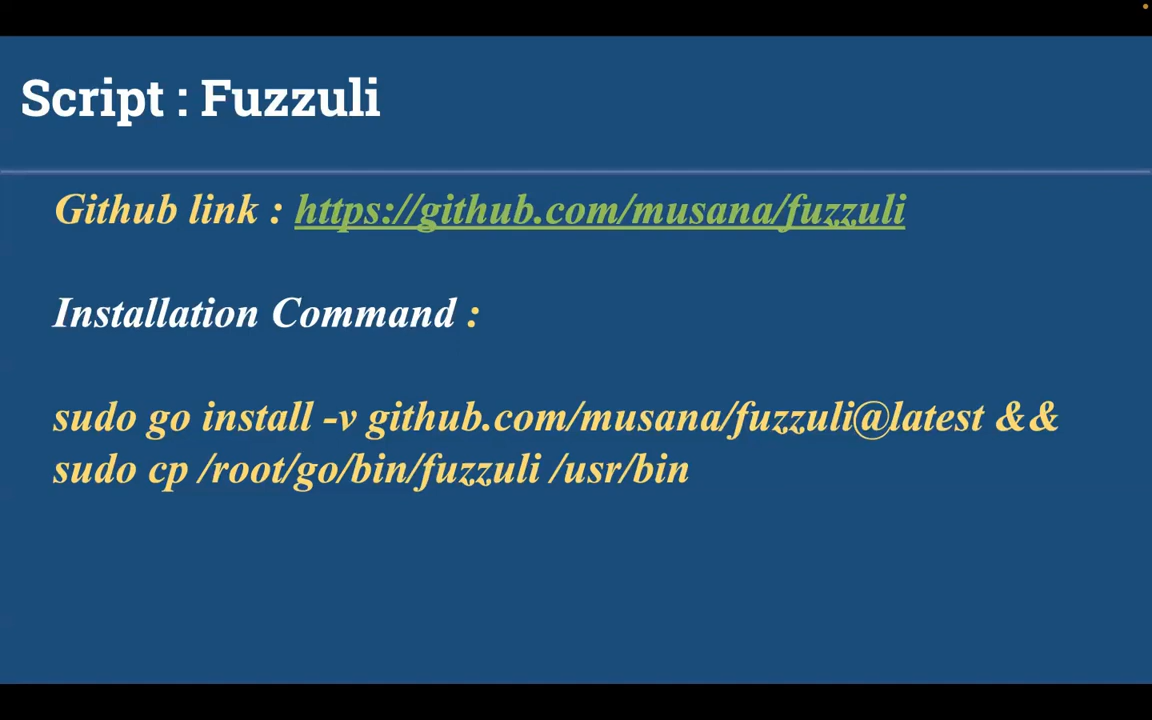 Script : Fuzzuli
Github link : https://github.com/musana/fuzzuli
Installation Command :
sudo go install -v github.com/musana/fuzzuli@latest &&
sudo cp /root/go/bin/fuzzuli /usr/bin